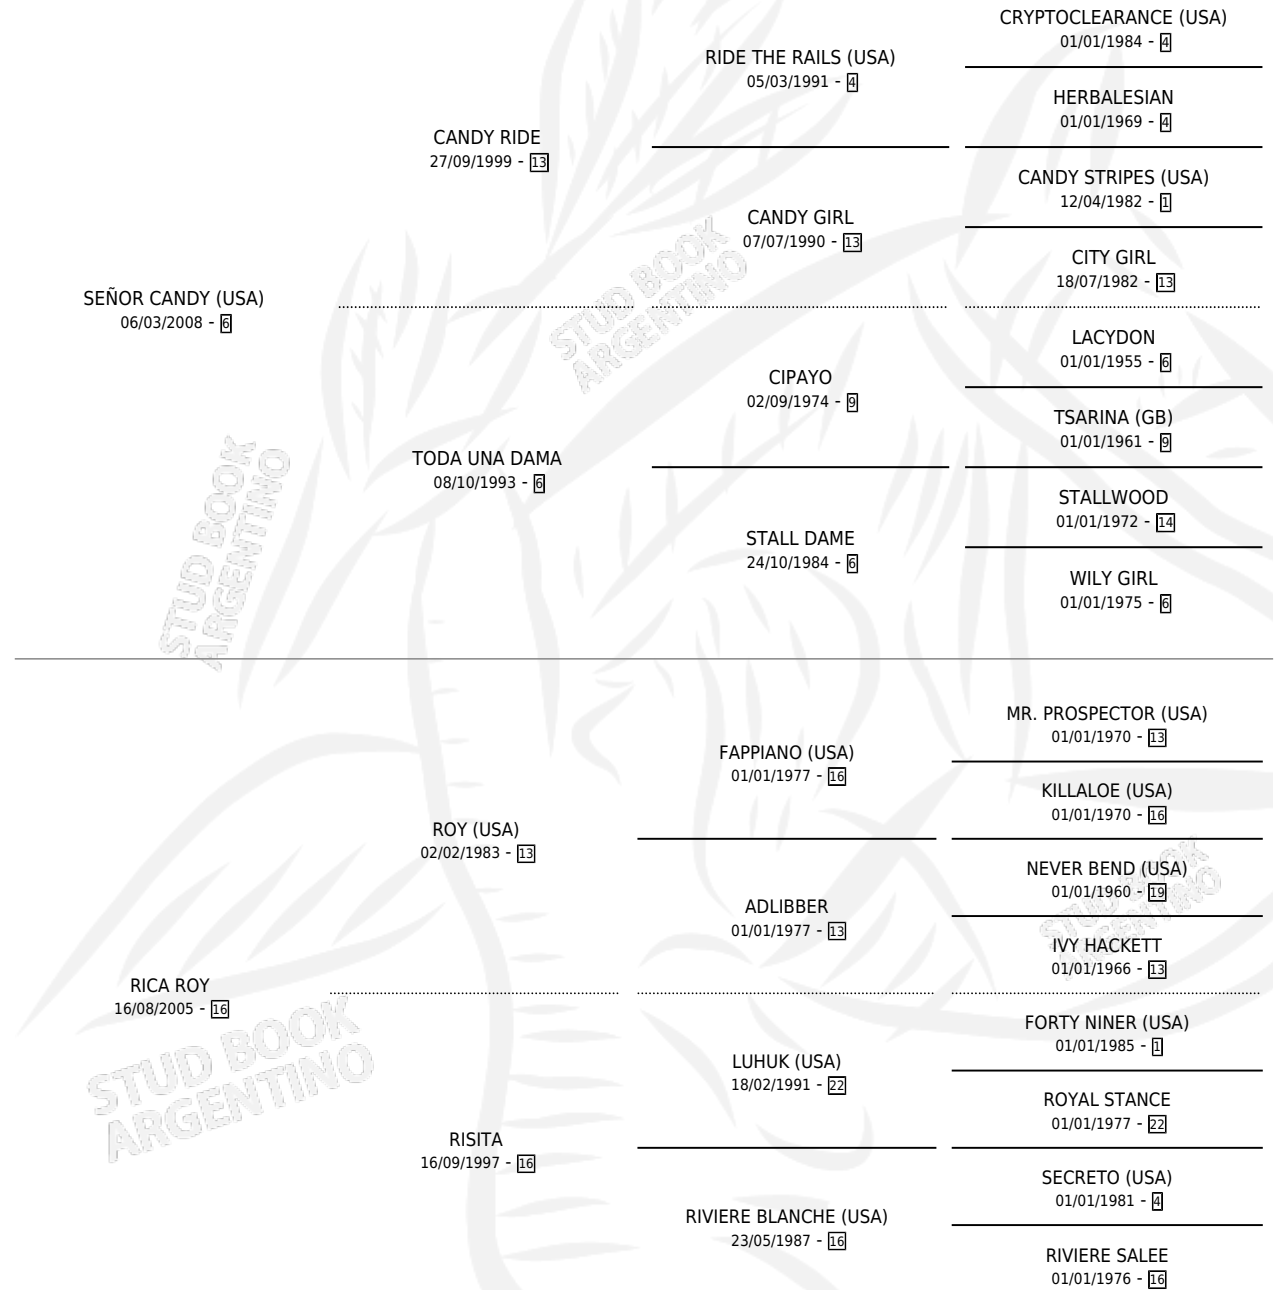 CRYPTOCLEARANCE (USA)
01/01/1984 - 4
RIDE THE RAILS (USA)
05/03/1991 - 4
HERBALESIAN
01/01/1969 - 4
CANDY RIDE
27/09/1999 - 13
CANDY STRIPES (USA)
12/04/1982 - 1
CANDY GIRL
07/07/1990 - 13
CITY GIRL
18/07/1982 - 13
SEÑOR CANDY (USA)
06/03/2008 - 6
STUD BOOK
ARGENTINO
LACYDON
01/01/1955 - 6
CIPAYO
02/09/1974 - 9
TSARINA (GB)
01/01/1961 - 9
TODA UNA DAMA
08/10/1993 - 6
STALLWOOD
01/01/1972 - 14
STALL DAME
24/10/1984 - 6
WILY GIRL
01/01/1975 - 6
STUD BOOK
ARGENTINO
MR. PROSPECTOR (USA)
01/01/1970 - 13
FAPPIANO (USA)
01/01/1977 - 16
KILLALOE (USA)
01/01/1970 - 16
ROY (USA)
02/02/1983 - 13
NEVER BEND (USA)
01/01/1960 - 19
ADLIBBER
01/01/1977 - 13
STUD BOOK
ARGENTINO
IVY HACKETT
01/01/1966 - 13
RICA ROY
16/08/2005 - 16
STUD BOOK
ARGENTINO
FORTY NINER (USA)
01/01/1985 - 1
LUHUK (USA)
18/02/1991 - 22
ROYAL STANCE
01/01/1977 - 22
RISITA
16/09/1997 - 16
SECRETO (USA)
01/01/1981 - 4
RIVIERE BLANCHE (USA)
23/05/1987 - 16
RIVIERE SALEE
01/01/1976 - 16